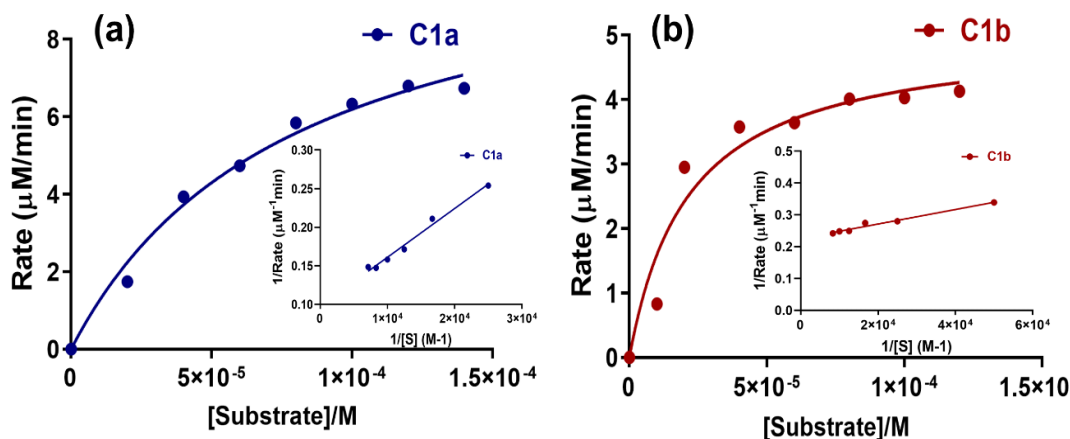 (a)
C1a
Rate (μM/min)
8
6
4
2
0
0
5×10-5
1×10-4
1.5×10-4
[Substrate]/M
C1a
1/Rate (μM-1min)
0.30
0.25
0.20
0.15
0.10
0
1×104
2×104
3×104
1/[S] (M-1)
(b)
C1b
Rate (μM/min)
5
4
3
2
1
0
0
5×10-5
1×10-4
1.5×10
[Substrate]/M
C1b
1/Rate (μM-1min)
0.5
0.4
0.3
0.2
0.1
0.0
0
2×104
4×104
6×104
1/[S] (M-1)